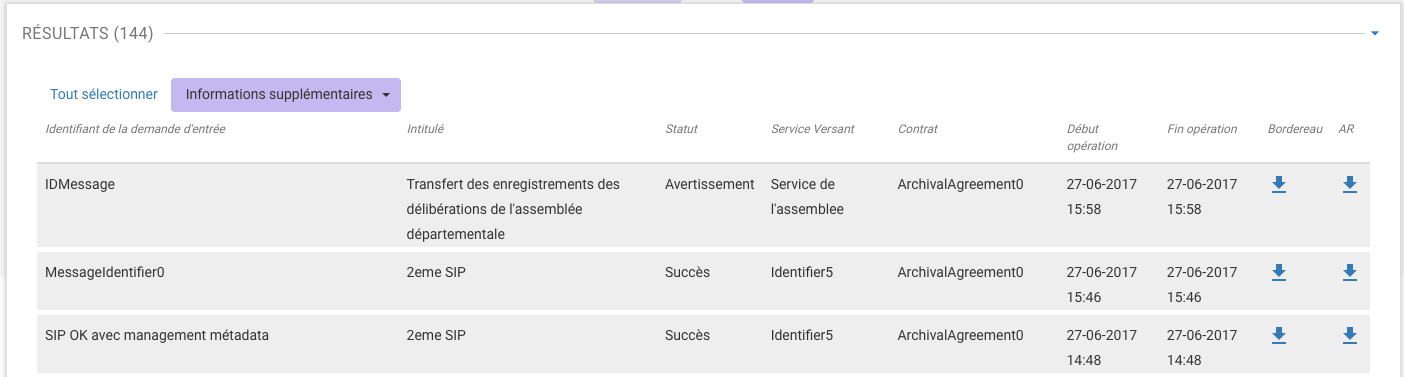 RÉSULTATS (144)
Tout sélectionner Informations supplémentaires
Identifiant de la demande d'entrée Intitulé Statut Service Versant Contrat Début Fin opération Bordereau AR
opération
IDMessage Transfert des enregistrements des Avertissement Service de ArchivalAgreement0 27-06-2017 27-06-2017
délibérations de l'assemblée l'assemblee 15:58 15:58
départementale
MessageIdentifier0 2eme SIP Succès Identifier5 ArchivalAgreement0 27-06-2017 27-06-2017
15:46 15:46
SIP OK avec management métadata 2eme SIP Succès Identifier5 ArchivalAgreement0 27-06-2017 27-06-2017
14:48 14:48